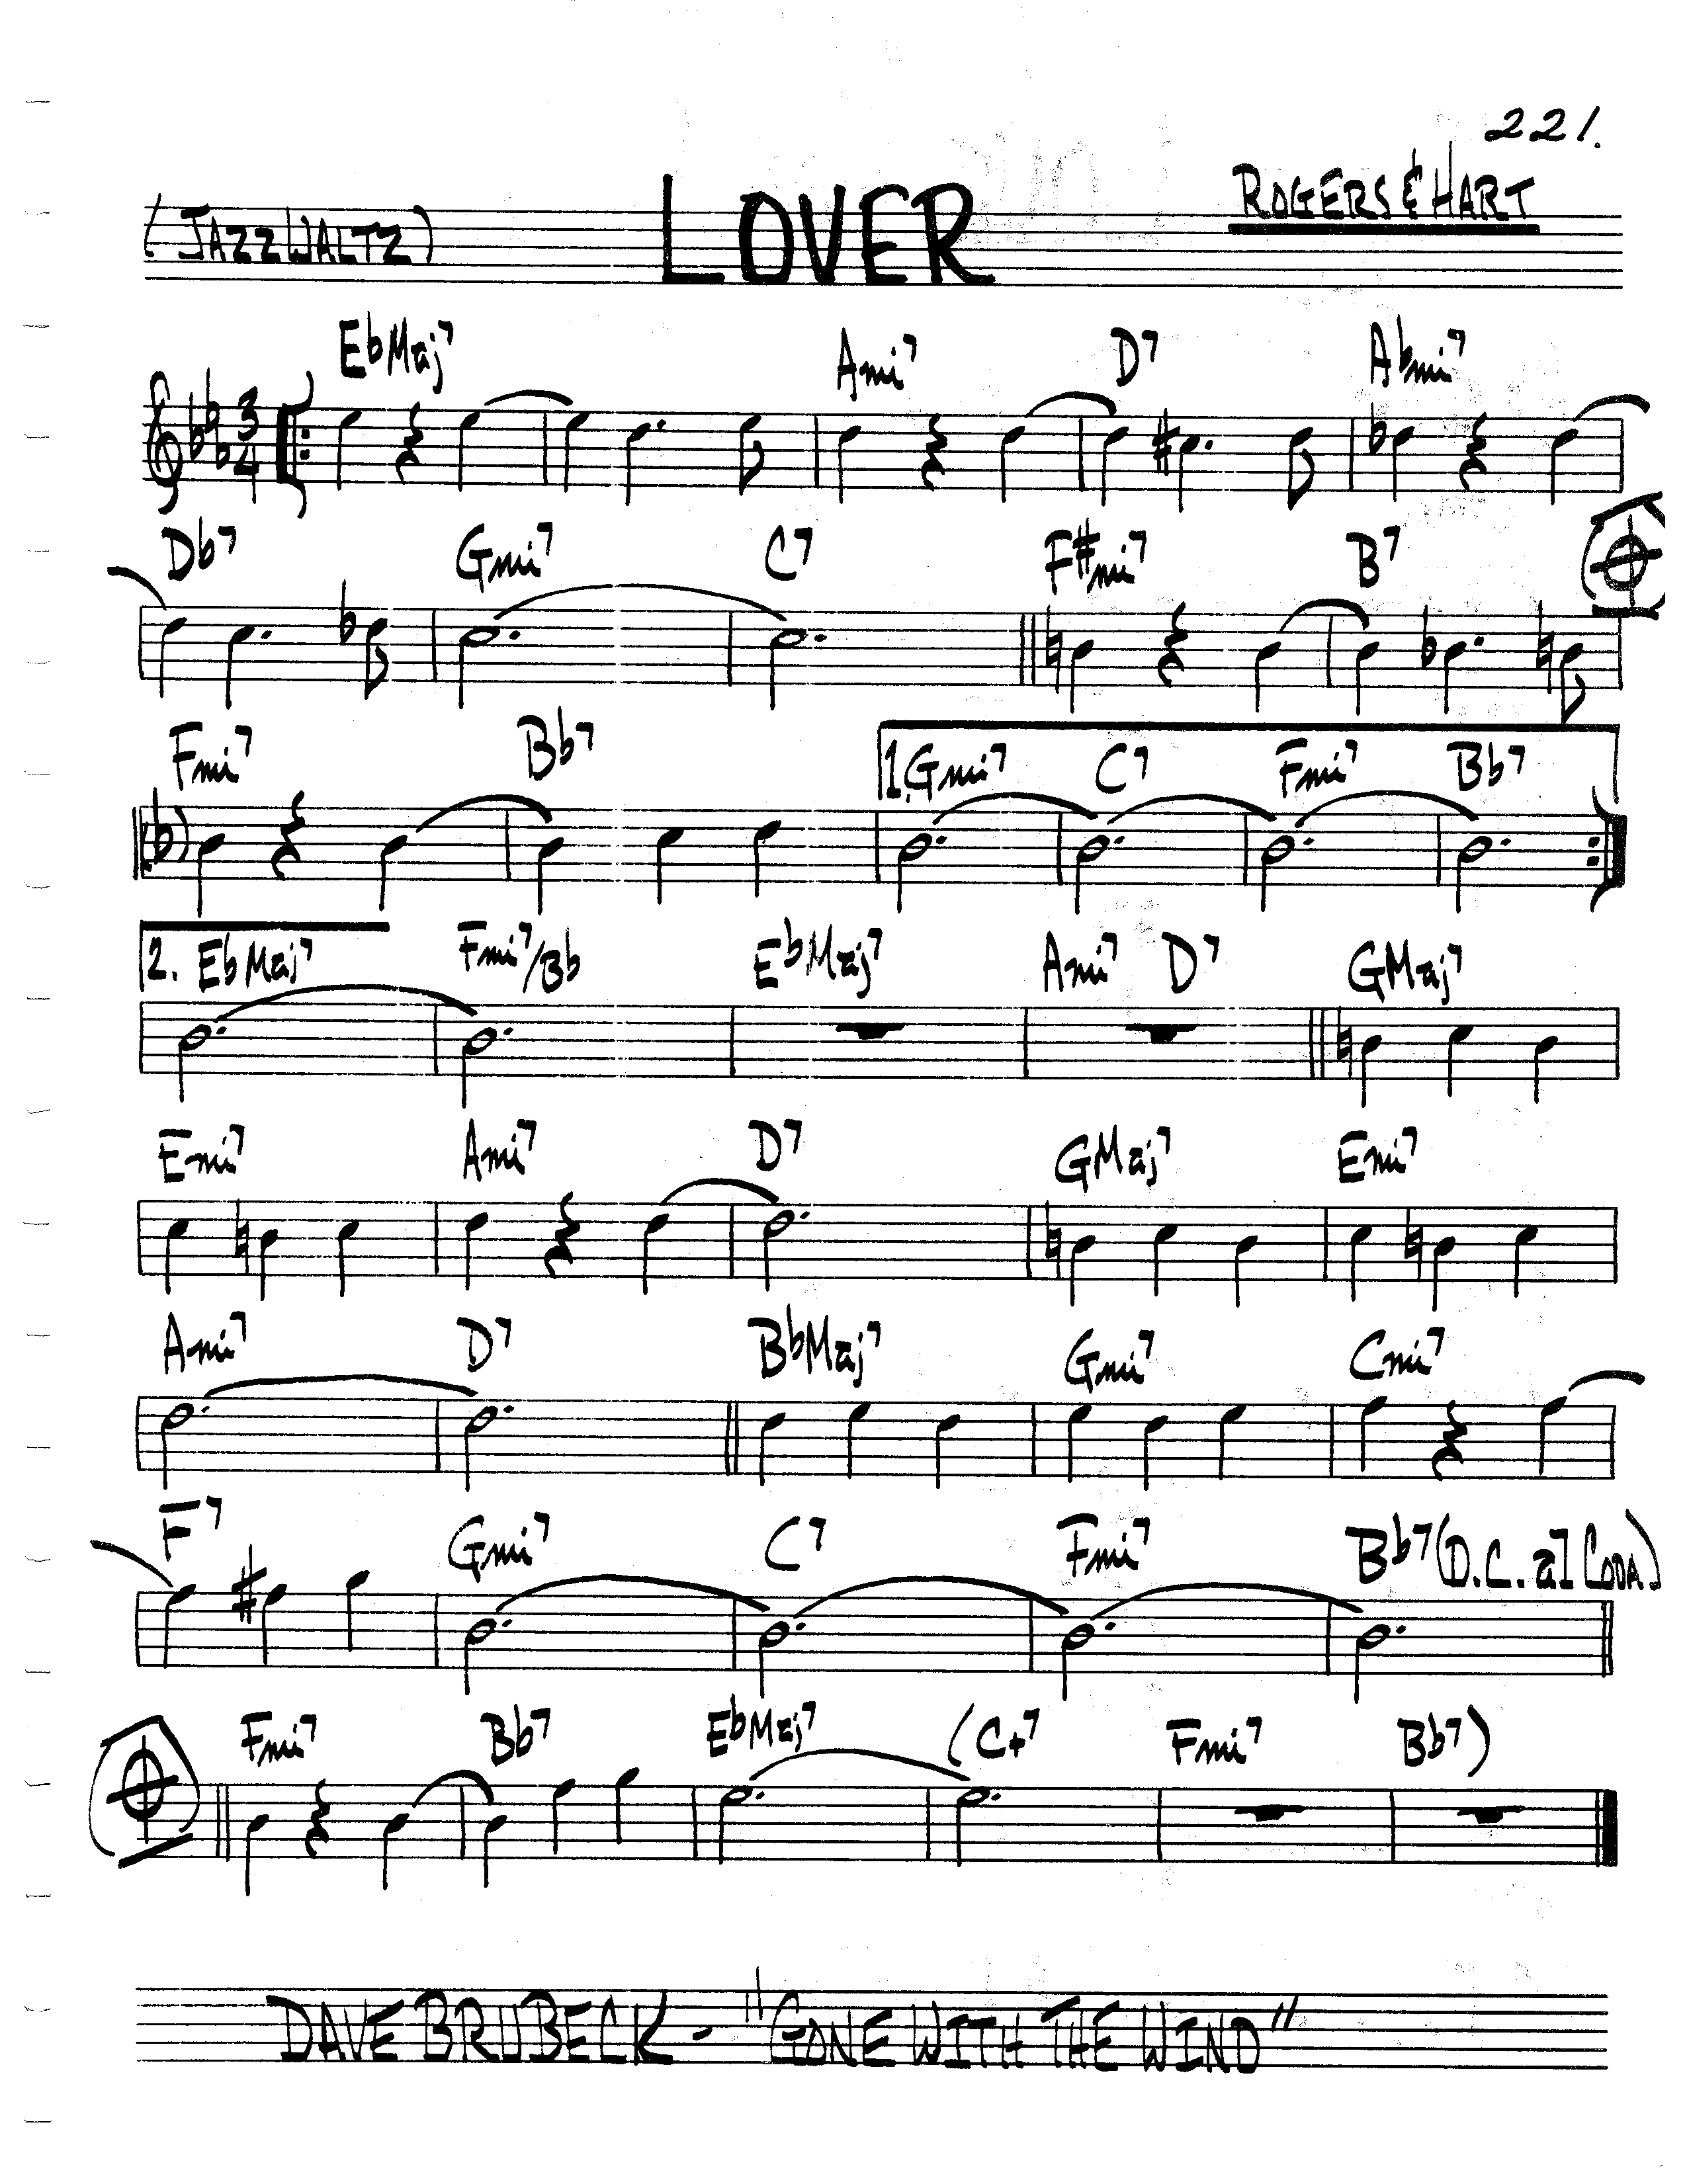 221.
(JAZZ WALTZ) LOVER ROGERS & HART
EbMaj7 Ami7 D7 Abmi7
3/4
Db7 Gmi7 C7 F#mi7 B7
Fmi7 Bb7 1. Gmi7 C7 Fmi7 Bb7
2. EbMaj7 Fmi7/Bb EbMaj7 Ami7 D7 GMaj7
Emi7 Ami7 D7 GMaj7 Emi7
Ami7 D7 BbMaj7 Gmi7 Cmi7
F7 Gmi7 C7 Fmi7 Bb7 (D.C. al CODA)
Fmi7 Bb7 EbMaj7 (C+7 Fmi7 Bb7)
DAVE BRUBECK - "GONE WITH THE WIND"